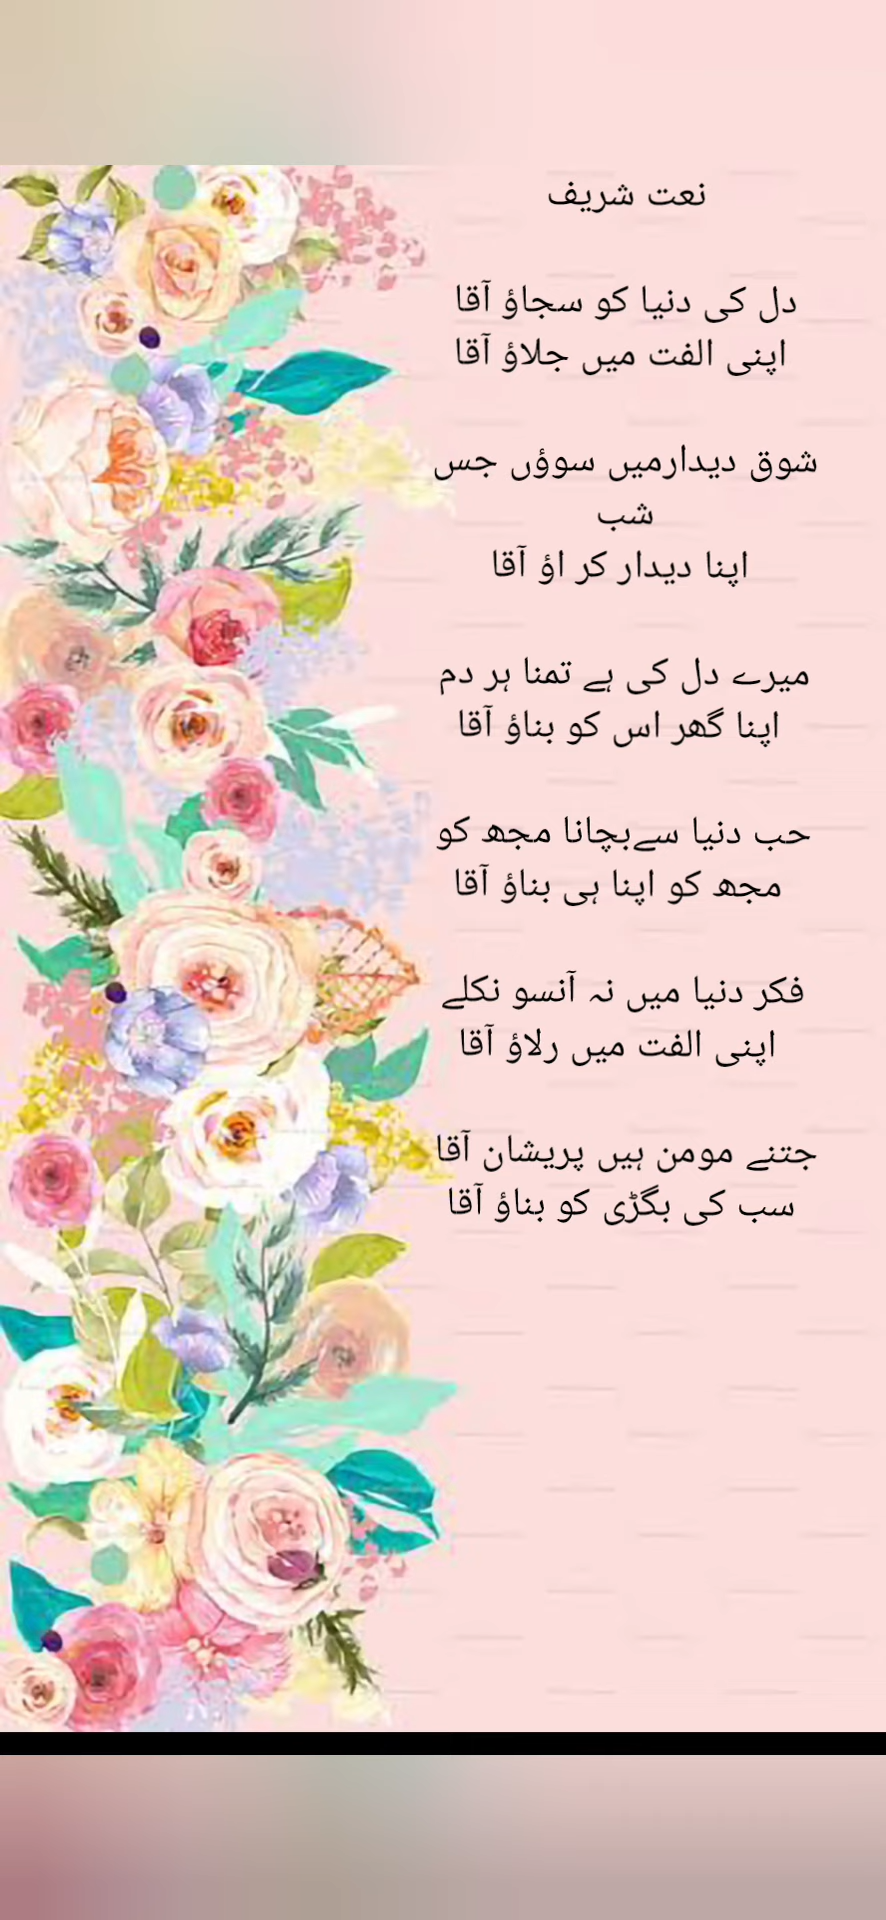 نعت شریف
دل کی دنیا کو سجاؤ آقا
اپنی الفت میں جلاؤ آقا
شوق دیدارمیں سوؤں جس
شب
اپنا دیدار کر اؤ آقا
میرے دل کی ہے تمنا ہر دم
اپنا گھر اس کو بناؤ آقا
حب دنیا سےبچانا مجھ کو
مجھ کو اپنا ہی بناؤ آقا
فکر دنیا میں نہ آنسو نکلے
اپنی الفت میں رلاؤ آقا
جتنے مومن ہیں پریشان آقا
سب کی بگڑی کو بناؤ آقا